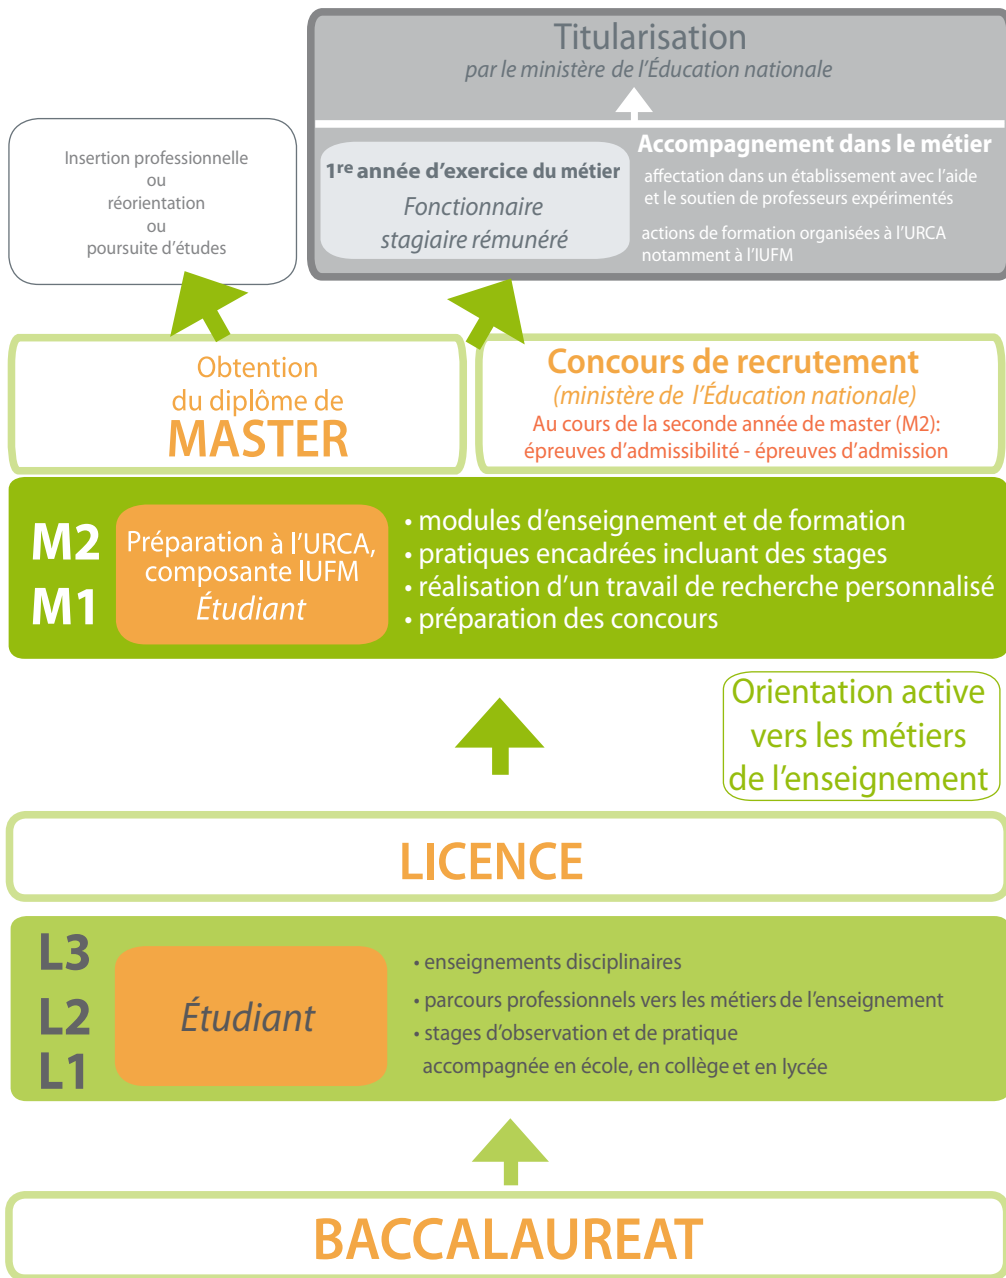 Titularisation
par le ministère de l’Éducation nationale
Insertion professionnelle
ou
réorientation
ou
poursuite d’études
1re année d’exercice du métier
Fonctionnaire
stagiaire rémunéré
Accompagnement dans le métier
affectation dans un établissement avec l’aide
et le soutien de professeurs expérimentés
actions de formation organisées à l’URCA
notamment à l’IUFM
Obtention
du diplôme de
MASTER
Concours de recrutement
(ministère de l’Éducation nationale)
Au cours de la seconde année de master (M2):
épreuves d’admissibilité - épreuves d’admission
M2
M1
Préparation à l’URCA,
composante IUFM
Étudiant
• modules d’enseignement et de formation
• pratiques encadrées incluant des stages
• réalisation d’un travail de recherche personnalisé
• préparation des concours
Orientation active
vers les métiers
de l’enseignement
LICENCE
L3
L2
L1
Étudiant
• enseignements disciplinaires
• parcours professionnels vers les métiers de l’enseignement
• stages d’observation et de pratique
accompagnée en école, en collège et en lycée
BACCALAUREAT